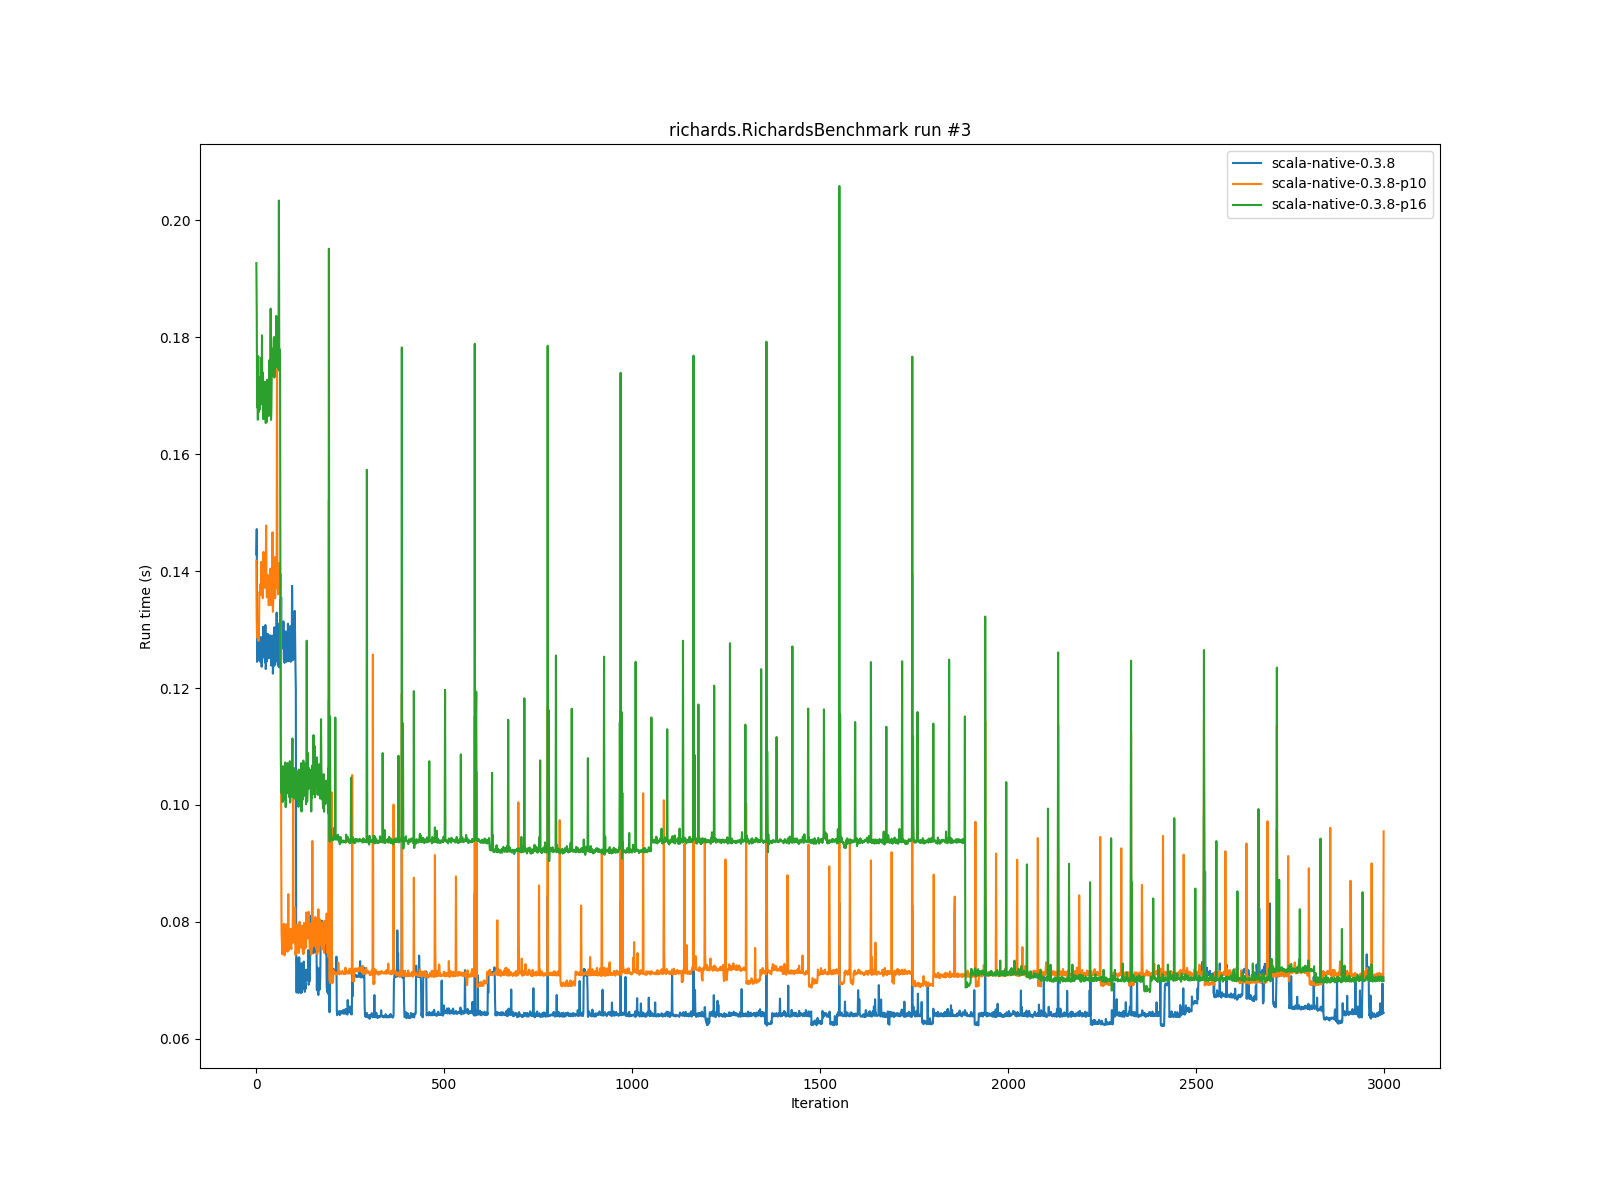 richards.RichardsBenchmark run #3
scala-native-0.3.8
scala-native-0.3.8-p10
scala-native-0.3.8-p16
0.20
0.18
0.16
0.14
0.12
0.10
0.08
0.06
Run time (s)
0 500 1000 1500 2000 2500 3000
Iteration